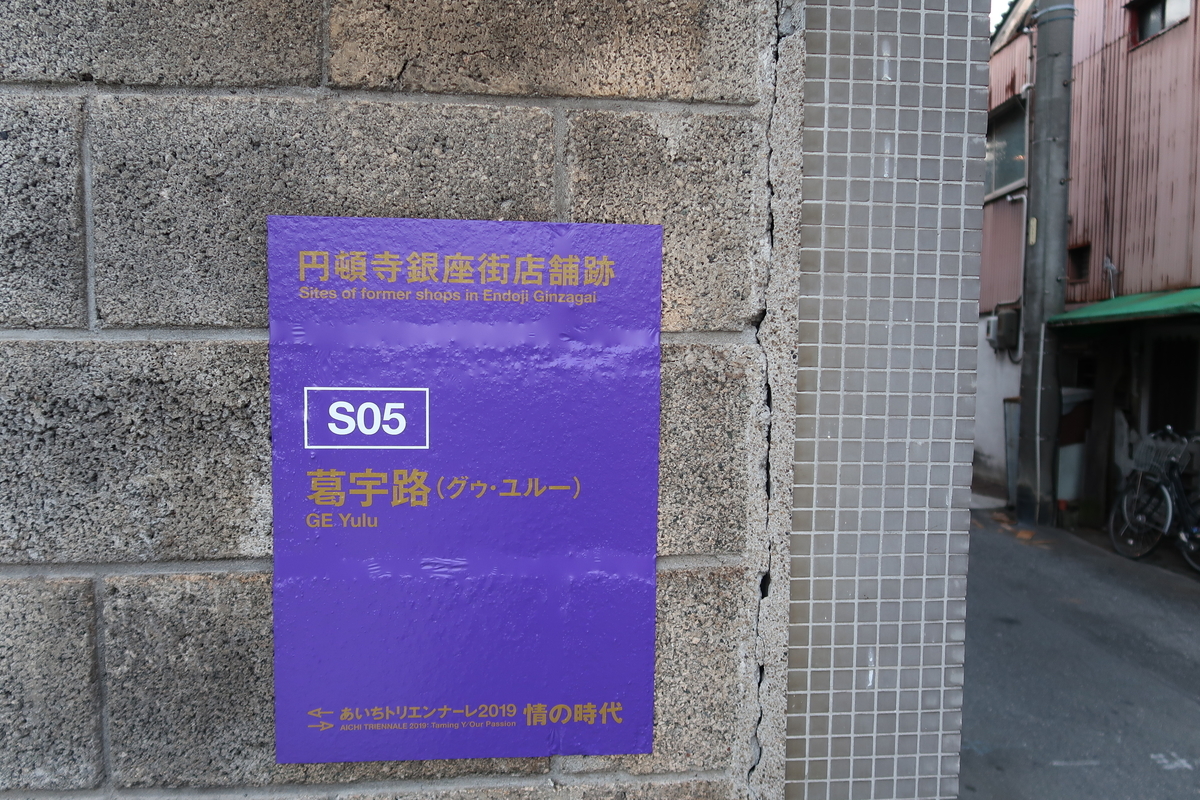 円頓寺銀座街店舗跡
Sites of former shops in Endoji Ginzagai
S05
葛宇路(グゥ・ユルー)
GE Yulu
あいちトリエンナーレ2019 情の時代
AICHI TRIENNALE 2019: Taming Y/Our Passion